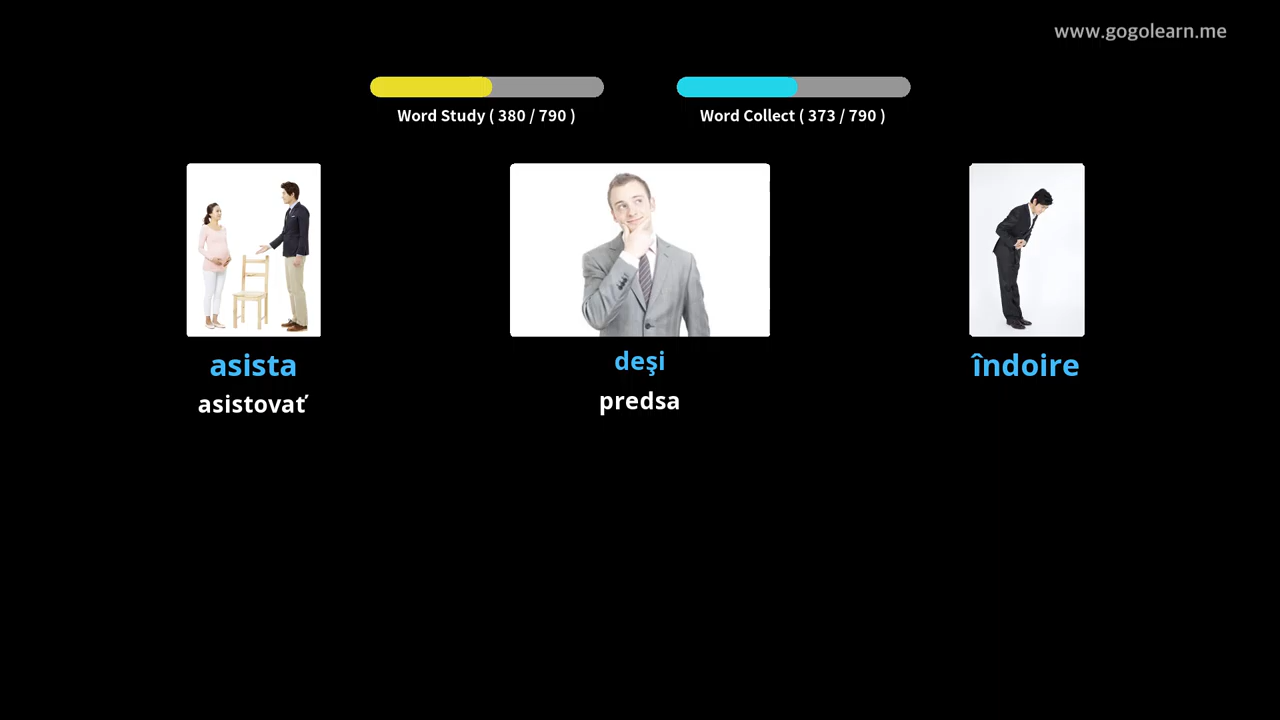 www.gogolearn.me
Word Study ( 380 / 790 )
Word Collect ( 373 / 790 )
asista
deşi
îndoire
asistovať
predsa